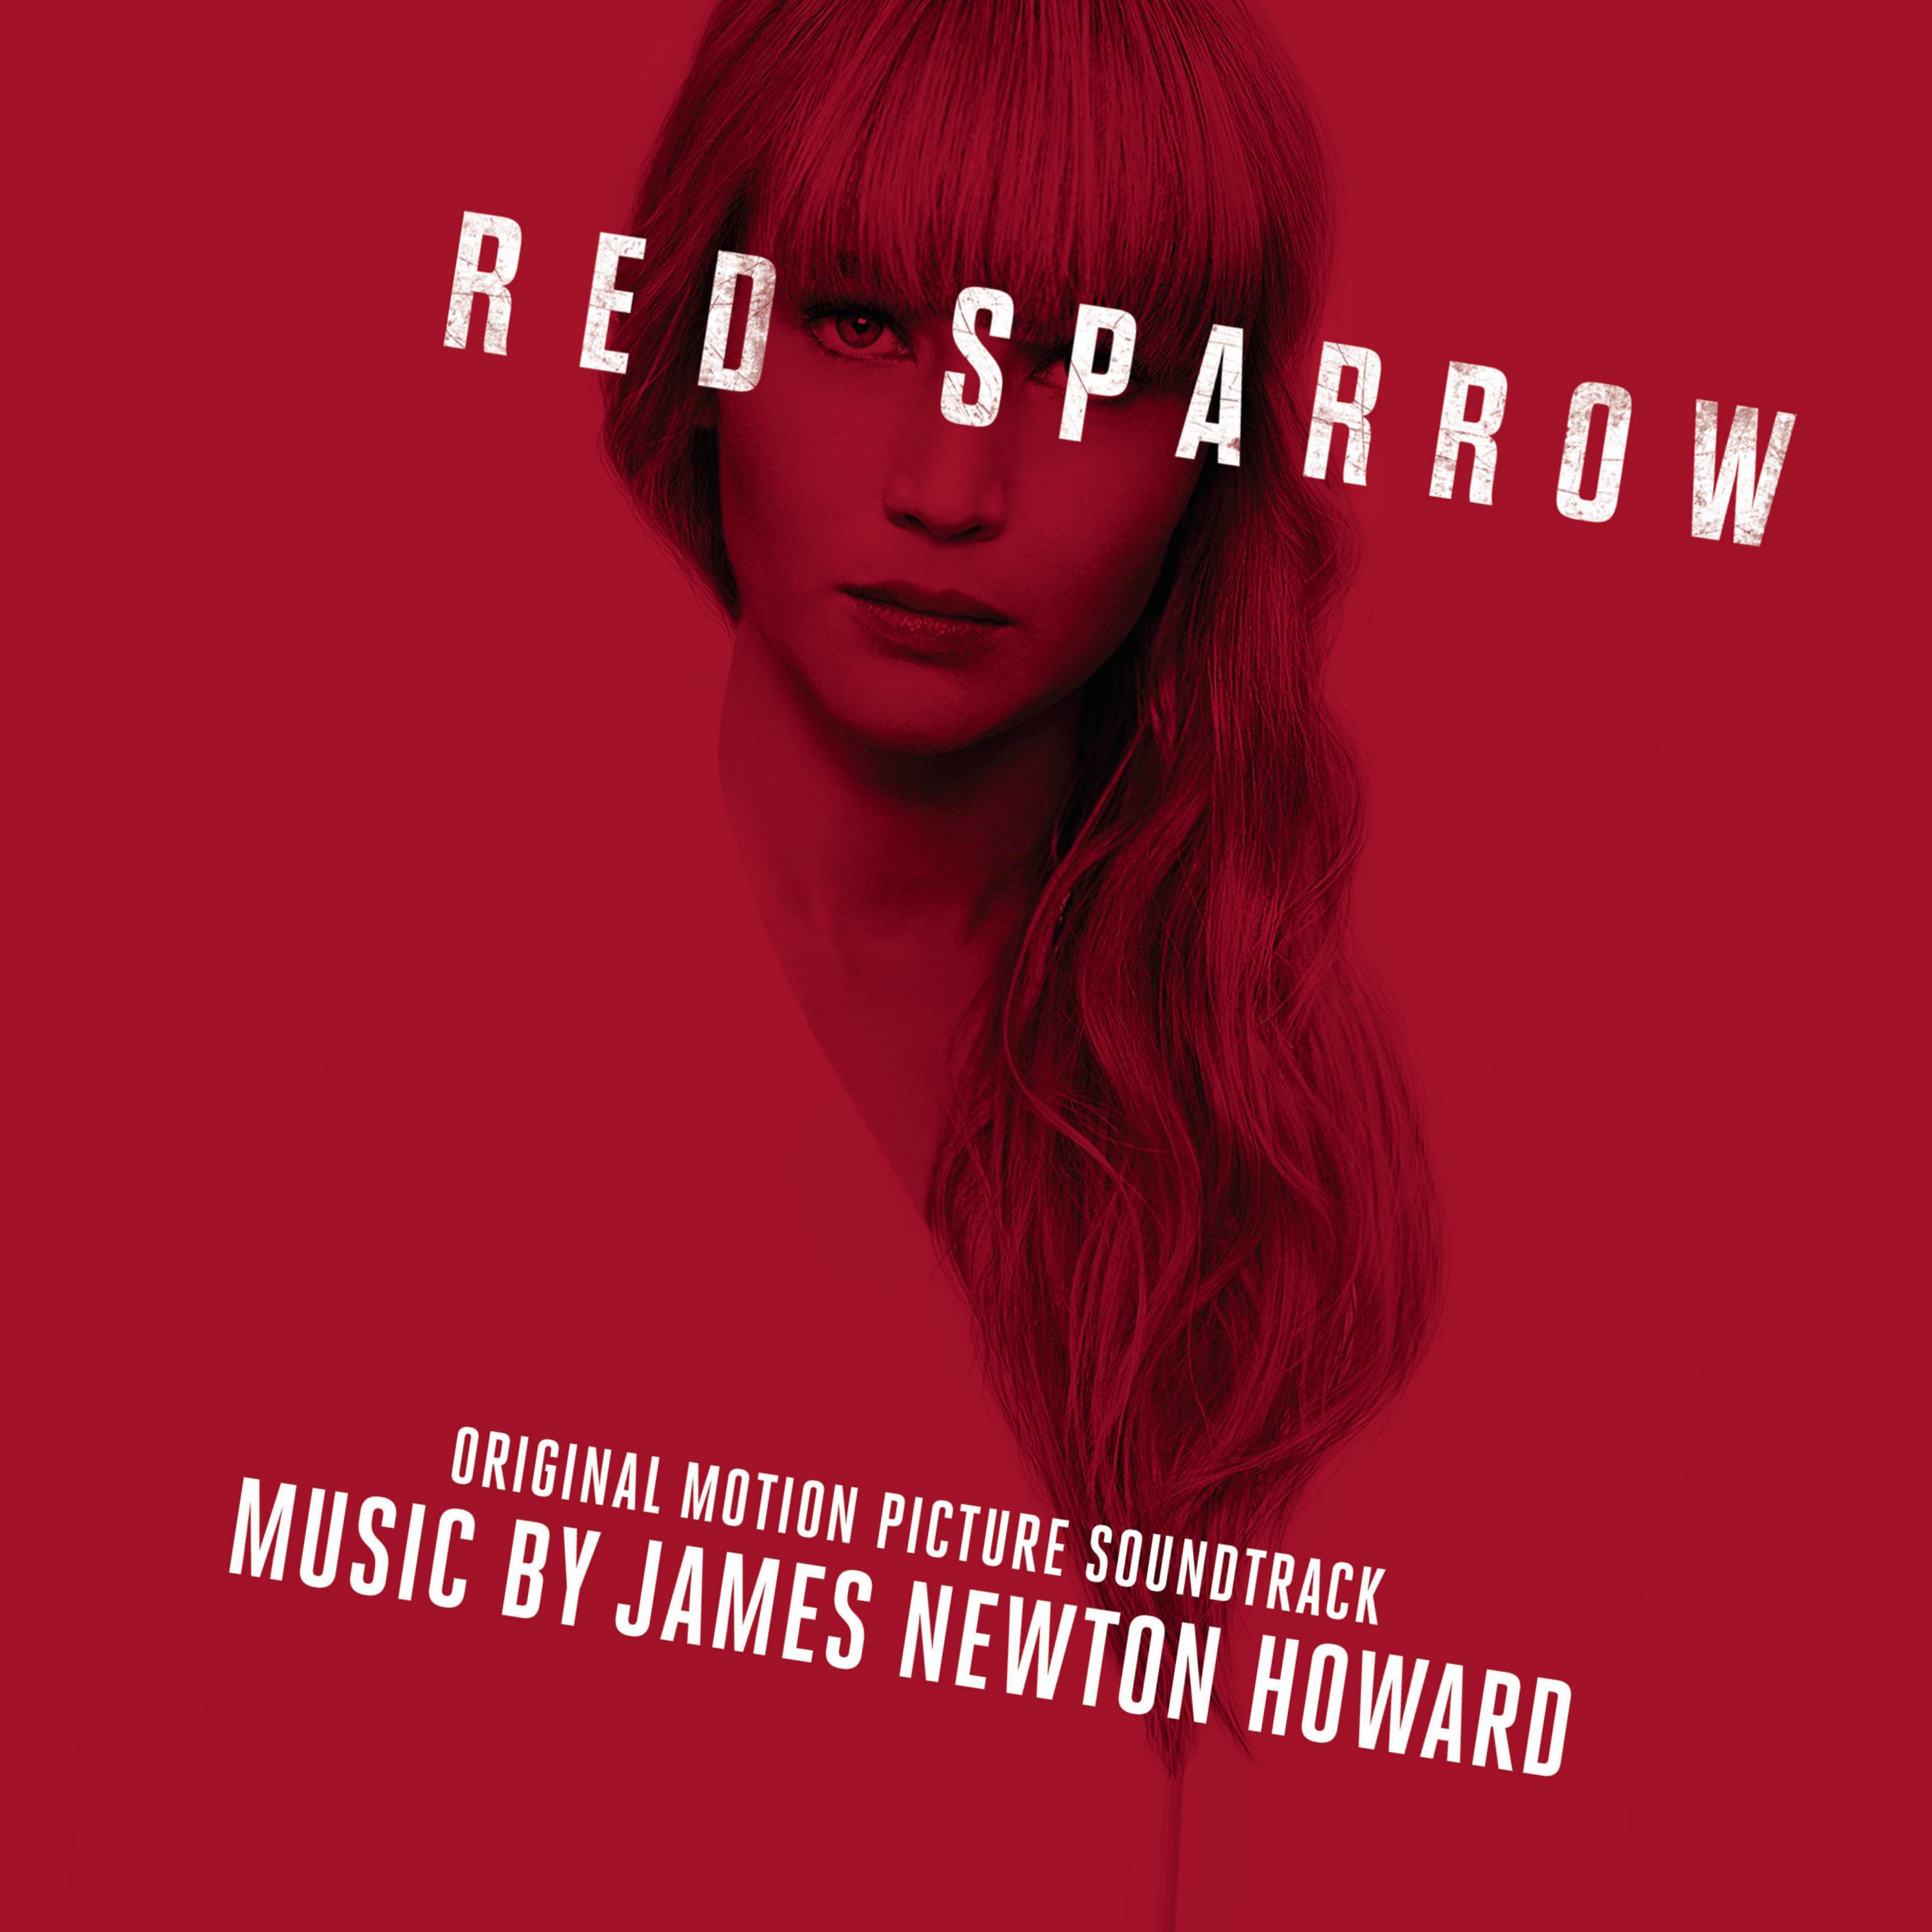 RED SPARROW
ORIGINAL MOTION PICTURE SOUNDTRACK
MUSIC BY JAMES NEWTON HOWARD